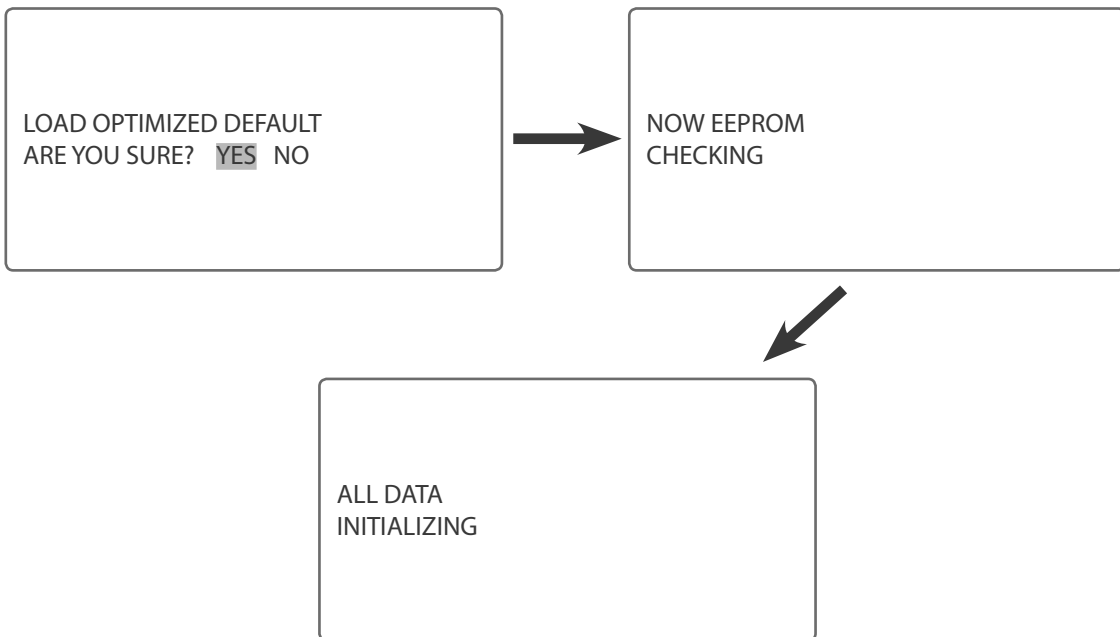 LOAD OPTIMIZED DEFAULT
ARE YOU SURE? YES NO
NOW EEPROM
CHECKING
ALL DATA
INITIALIZING